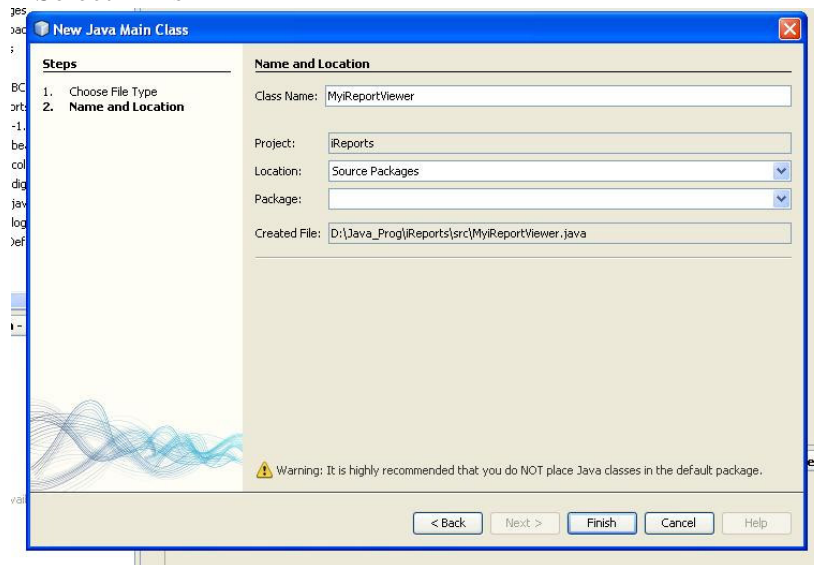 ges
New Java Main Class
Steps
1. Choose File Type
2. Name and Location
Name and Location
Class Name: MyiReportViewer
Project: iReports
Location: Source Packages
Package:
Created File: D:\Java_Prog\iReports\src\MyiReportViewer.java
Warning: It is highly recommended that you do NOT place Java classes in the default package.
< Back Next > Finish Cancel Help